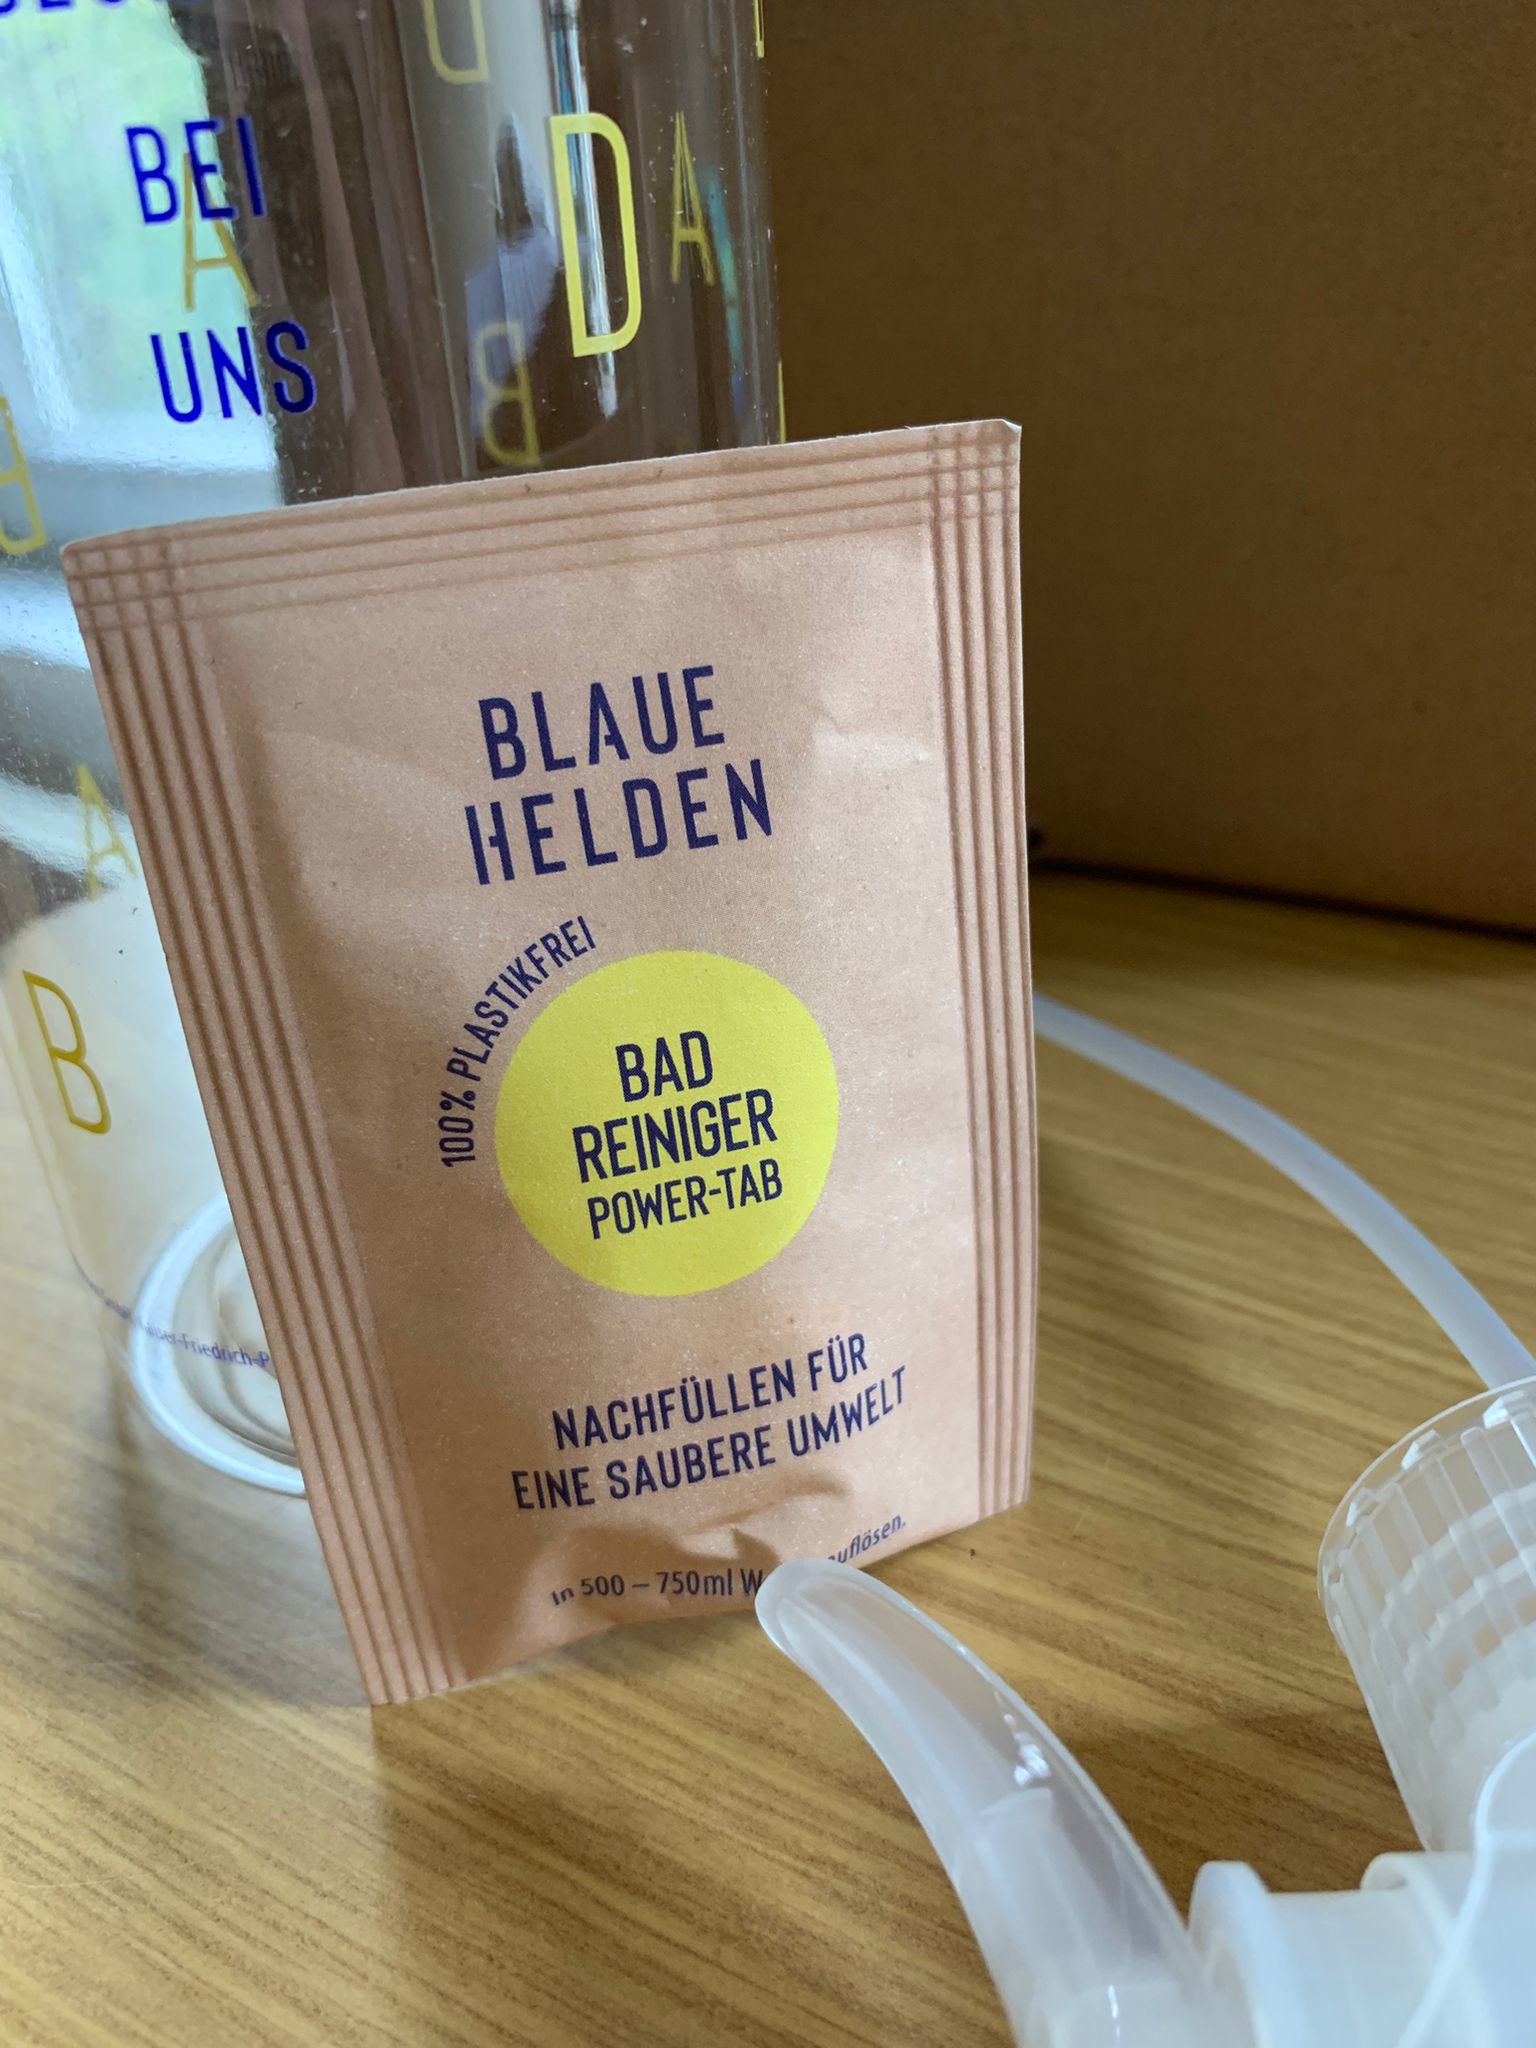 BEI
UNS
D
A
A
B
A
B
BLAUE
HELDEN
100% PLASTIKFREI
BAD
REINIGER
POWER-TAB
NACHFÜLLEN FÜR
EINE SAUBERE UMWELT
In 500 – 750ml